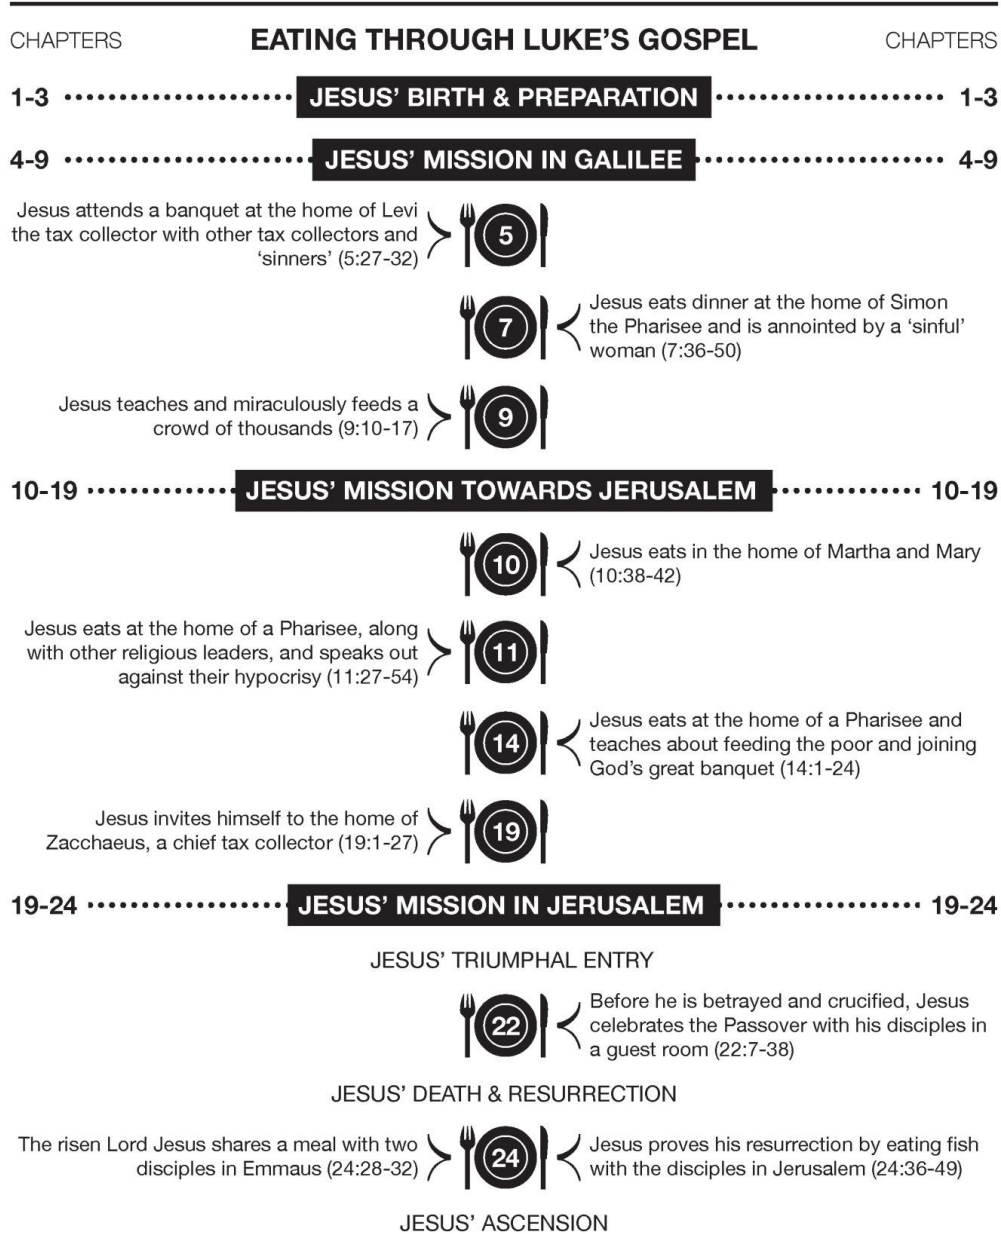 CHAPTERS EATING THROUGH LUKE'S GOSPEL CHAPTERS
1-3 JESUS' BIRTH & PREPARATION 1-3
4-9 JESUS' MISSION IN GALILEE 4-9
Jesus attends a banquet at the home of Levi
the tax collector with other tax collectors and
‘sinners’ (5:27-32)
5
7
Jesus eats dinner at the home of Simon
the Pharisee and is annointed by a ‘sinful’
woman (7:36-50)
Jesus teaches and miraculously feeds a
crowd of thousands (9:10-17)
9
10-19 JESUS' MISSION TOWARDS JERUSALEM 10-19
10
Jesus eats in the home of Martha and Mary
(10:38-42)
Jesus eats at the home of a Pharisee, along
with other religious leaders, and speaks out
against their hypocrisy (11:27-54)
11
14
Jesus eats at the home of a Pharisee and
teaches about feeding the poor and joining
God's great banquet (14:1-24)
Jesus invites himself to the home of
Zacchaeus, a chief tax collector (19:1-27)
19
19-24 JESUS' MISSION IN JERUSALEM 19-24
JESUS' TRIUMPHAL ENTRY
22
Before he is betrayed and crucified, Jesus
celebrates the Passover with his disciples in
a guest room (22:7-38)
JESUS' DEATH & RESURRECTION
The risen Lord Jesus shares a meal with two
disciples in Emmaus (24:28-32)
24
Jesus proves his resurrection by eating fish
with the disciples in Jerusalem (24:36-49)
JESUS' ASCENSION